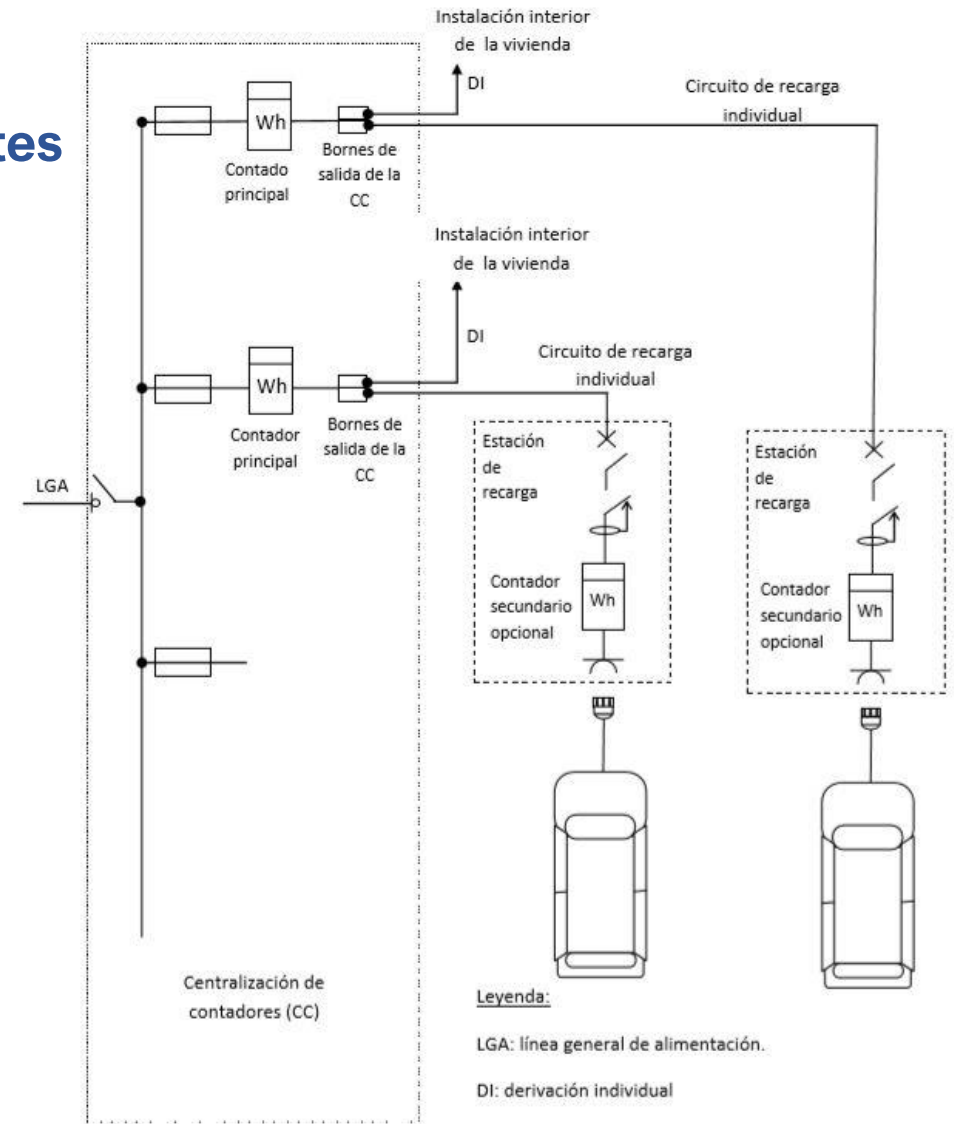 tes
Instalación interior
de la vivienda
DI
Circuito de recarga
individual
Wh
Contado
principal
Bornes de
salida de la
CC
Instalación interior
de la vivienda
DI
Circuito de recarga
individual
Wh
Contador
principal
Bornes de
salida de la
CC
LGA
Estación
de
recarga
Contador
secundario
opcional
Wh
Estación
de
recarga
Contador
secundario
opcional
Wh
Centralización de
contadores (CC)
Leyenda:
LGA: línea general de alimentación.
DI: derivación individual